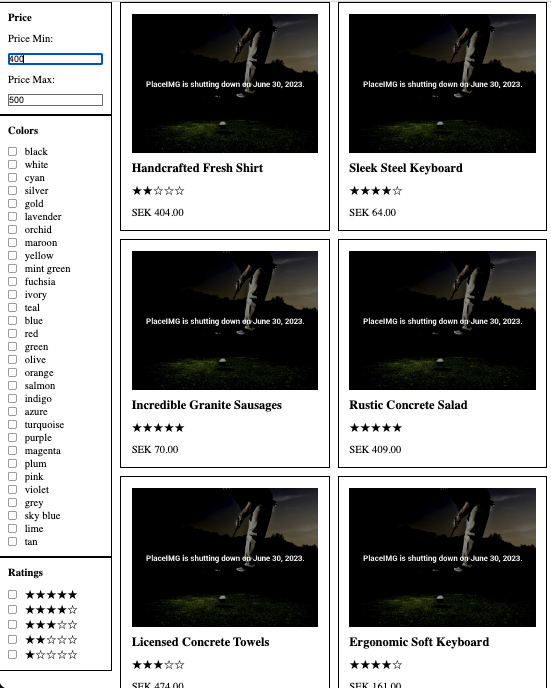 Price
Price Min:
400
Price Max:
500
Colors
black
white
cyan
silver
gold
lavender
orchid
maroon
yellow
mint green
fuchsia
ivory
teal
blue
red
green
olive
orange
salmon
indigo
azure
turquoise
purple
magenta
plum
pink
violet
grey
sky blue
lime
tan
Ratings
★★★★★
★★★★☆
★★★☆☆
★★☆☆☆
★☆☆☆☆
PlaceIMG is shutting down on June 30, 2023.
Handcrafted Fresh Shirt
★★☆☆☆
SEK 404.00
PlaceIMG is shutting down on June 30, 2023.
Sleek Steel Keyboard
★★★★☆
SEK 64.00
PlaceIMG is shutting down on June 30, 2023.
Incredible Granite Sausages
★★★★★
SEK 70.00
PlaceIMG is shutting down on June 30, 2023.
Rustic Concrete Salad
★★★★★
SEK 409.00
PlaceIMG is shutting down on June 30, 2023.
Licensed Concrete Towels
★★★☆☆
SEK 474.00
PlaceIMG is shutting down on June 30, 2023.
Ergonomic Soft Keyboard
★★★★☆
SEK 161.00